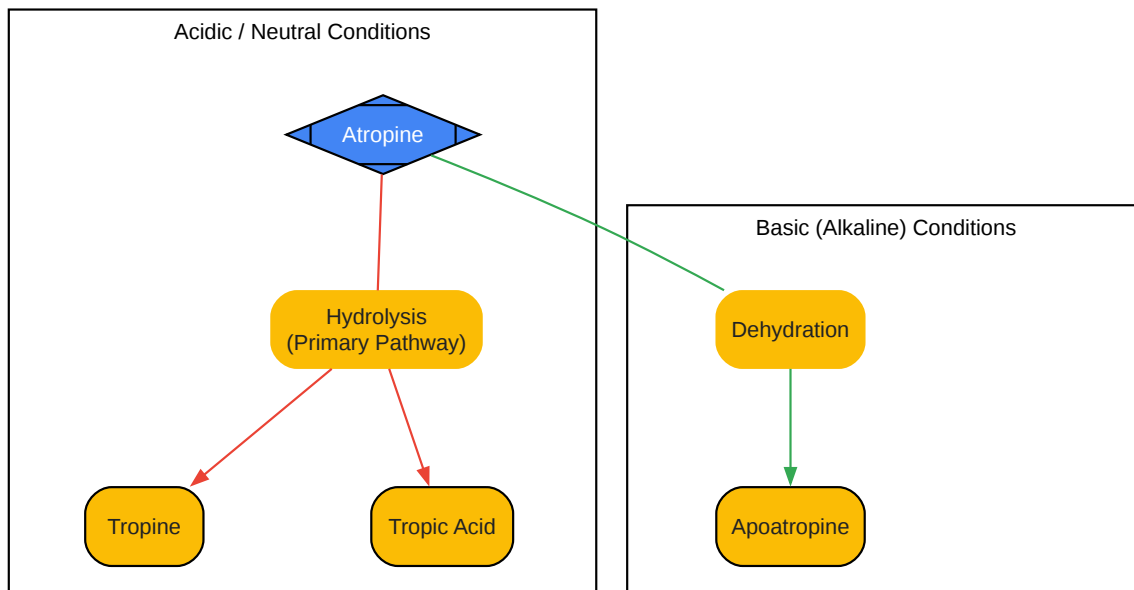 Acidic / Neutral Conditions
Atropine
Basic (Alkaline) Conditions
Hydrolysis
(Primary Pathway)
Dehydration
Tropine
Tropic Acid
Apoatropine